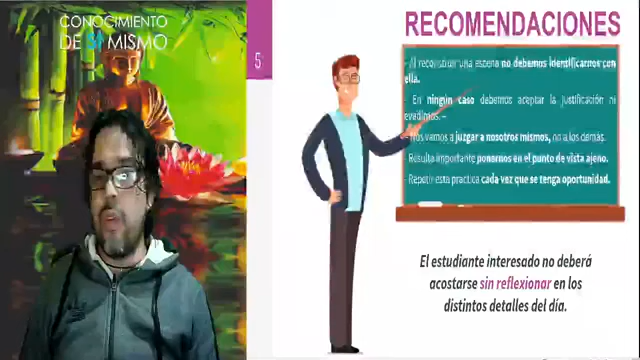 CONOCIMIENTO
DE SÍ MISMO
5
RECOMENDACIONES
- Al reconstruir una escena no debemos identificarnos con
ella.
- En ningún caso debemos aceptar la justificación ni
evadirnos. -
- Nos vamos a juzgar a nosotros mismos, no a los demás.
- Resulta importante ponernos en el punto de vista ajeno.
- Repetir esta practica cada vez que se tenga oportunidad.
El estudiante interesado no deberá
acostarse sin reflexionar en los
distintos detalles del día.